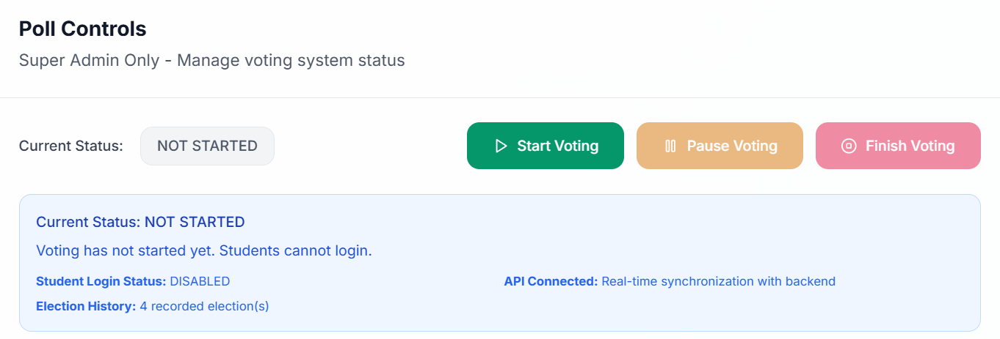 Poll Controls
Super Admin Only - Manage voting system status
Current Status: NOT STARTED Start Voting Pause Voting Finish Voting
Current Status: NOT STARTED
Voting has not started yet. Students cannot login.
Student Login Status: DISABLED API Connected: Real-time synchronization with backend
Election History: 4 recorded election(s)